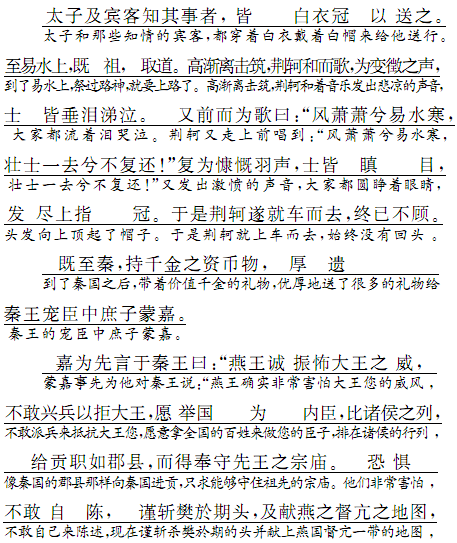 太子及宾客知其事者，皆　白衣冠　以送之。
太子和那些知情的宾客，都穿着白衣戴着白帽来给他送行。
至易水上，既　祖，　取道。高渐离击筑，荆轲和而歌，为变徵之声，
到了易水上，祭过路神，就要上路了。高渐离击筑，荆轲和着音乐发出悲凉的声音，
士　皆垂泪涕泣。　又前而为歌曰：“风萧萧兮易水寒，
大家都流着泪哭泣。荆轲又走上前唱到：“风萧萧兮易水寒，
壮士一去兮不复还！”复为慷慨羽声，士皆　瞋　目，
壮士一去兮不复还！”又发出激愤的声音，大家都圆睁着眼睛，
发　尽上指　冠。于是荆轲遂就车而去，终已不顾。
头发向上顶起了帽子。于是荆轲就上车而去，始终没有回头。
既至秦，持千金之资币物，　厚　遗
到了秦国之后，带着价值千金的礼物，优厚地送了很多的礼物给
秦王宠臣中庶子蒙嘉。
秦王的宠臣中庶子蒙嘉。
嘉为先言于秦王曰：“燕王诚　振怖大王之　威，
蒙嘉事先为他对秦王说：“燕王确实非常害怕大王您的威风，
不敢兴兵以拒大王，愿　举国　为　内臣，比诸侯之列，
不敢派兵来抵抗大王您，愿意拿全国的百姓来做您的臣子，排在诸侯的行列，
给贡职如郡县，而得奉守先王之宗庙。　恐　惧
像秦国的郡县那样向秦国进贡，只求能够守住祖先的宗庙。他们非常害怕，
不敢　自　陈，　谨斩樊於期头，及献燕之督亢之地图，
不敢自己来陈述，现在谨斩杀樊於期的头并献上燕国督亢一带的地图，